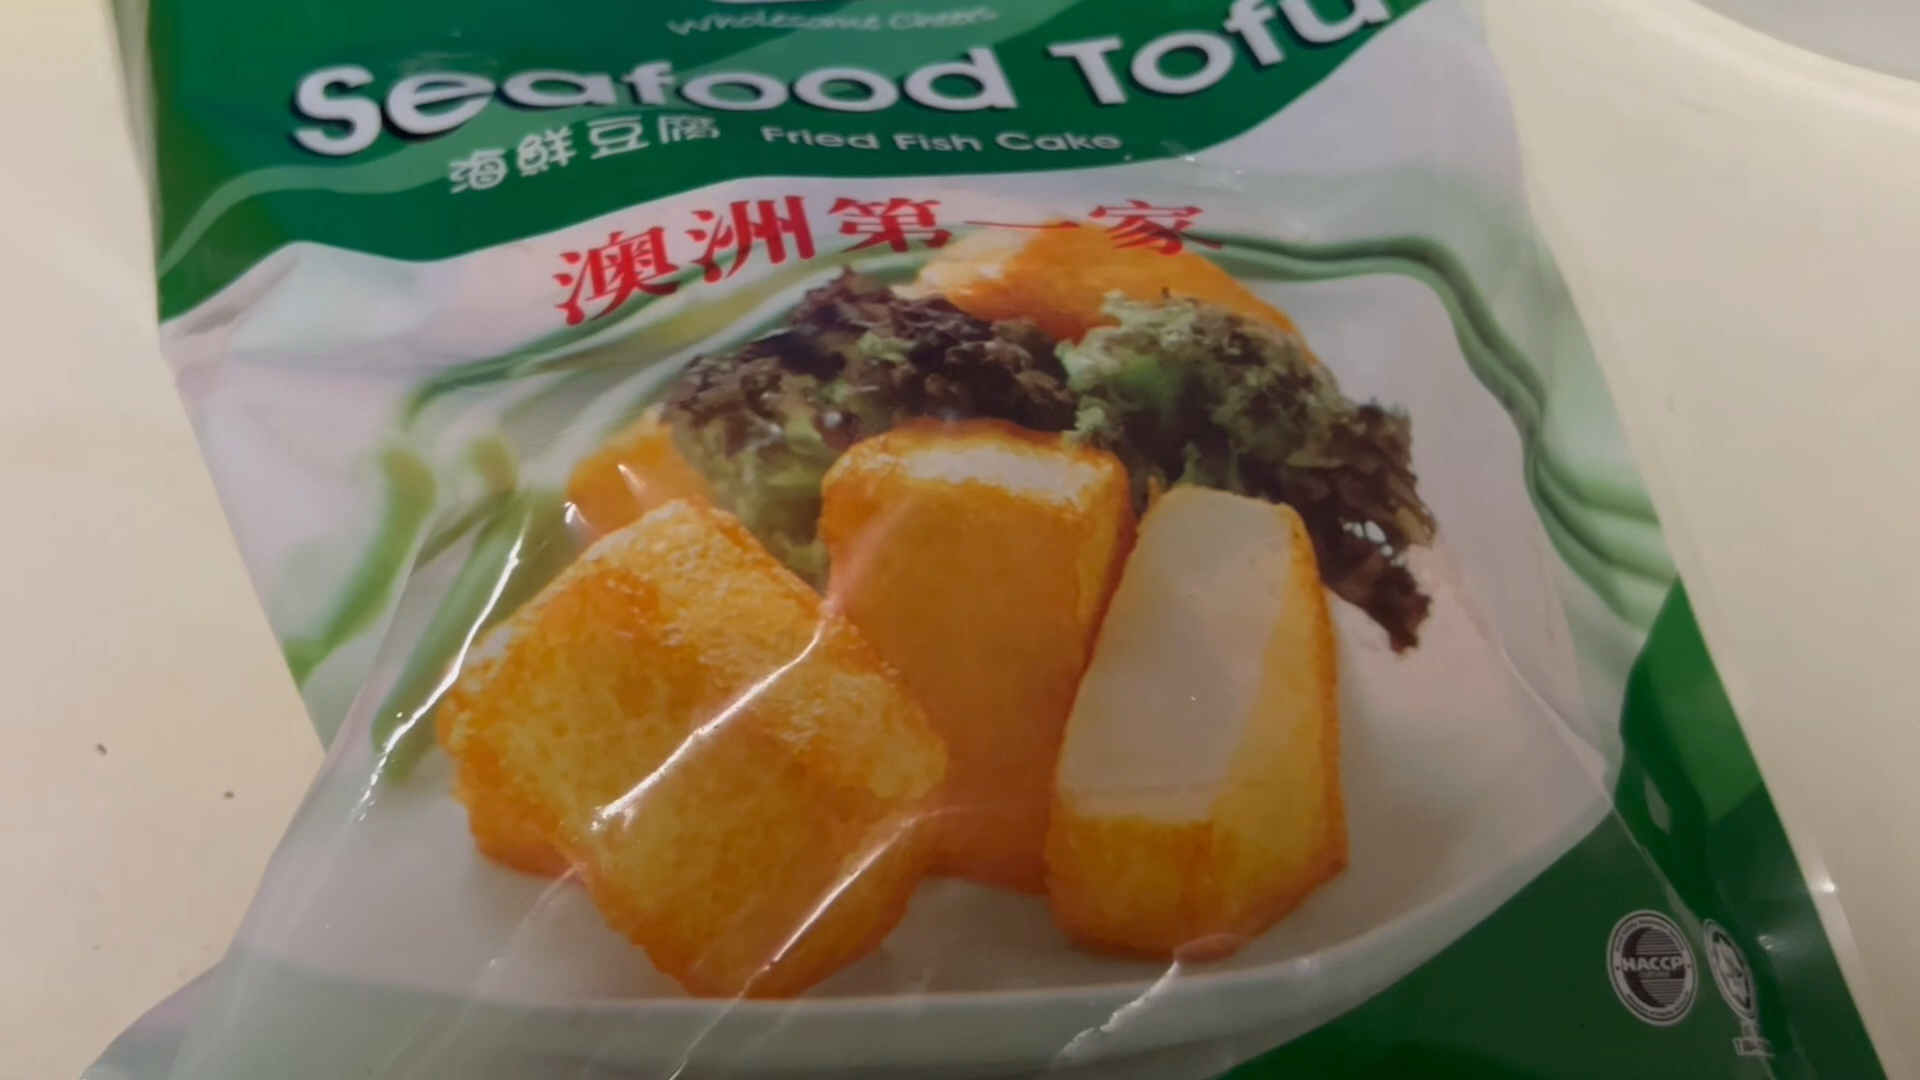 Wholesome Cheers
Seafood Tofu
海鲜豆腐 Fried Fish Cake
澳洲第一家
HACCP